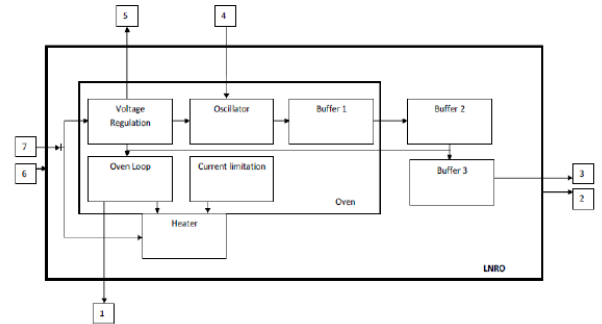 5
4
Voltage
Regulation
Oscillator
Buffer 1
Buffer 2
7
6
Oven Loop
Current limitation
Buffer 3
3
2
Oven
Heater
LNRO
1